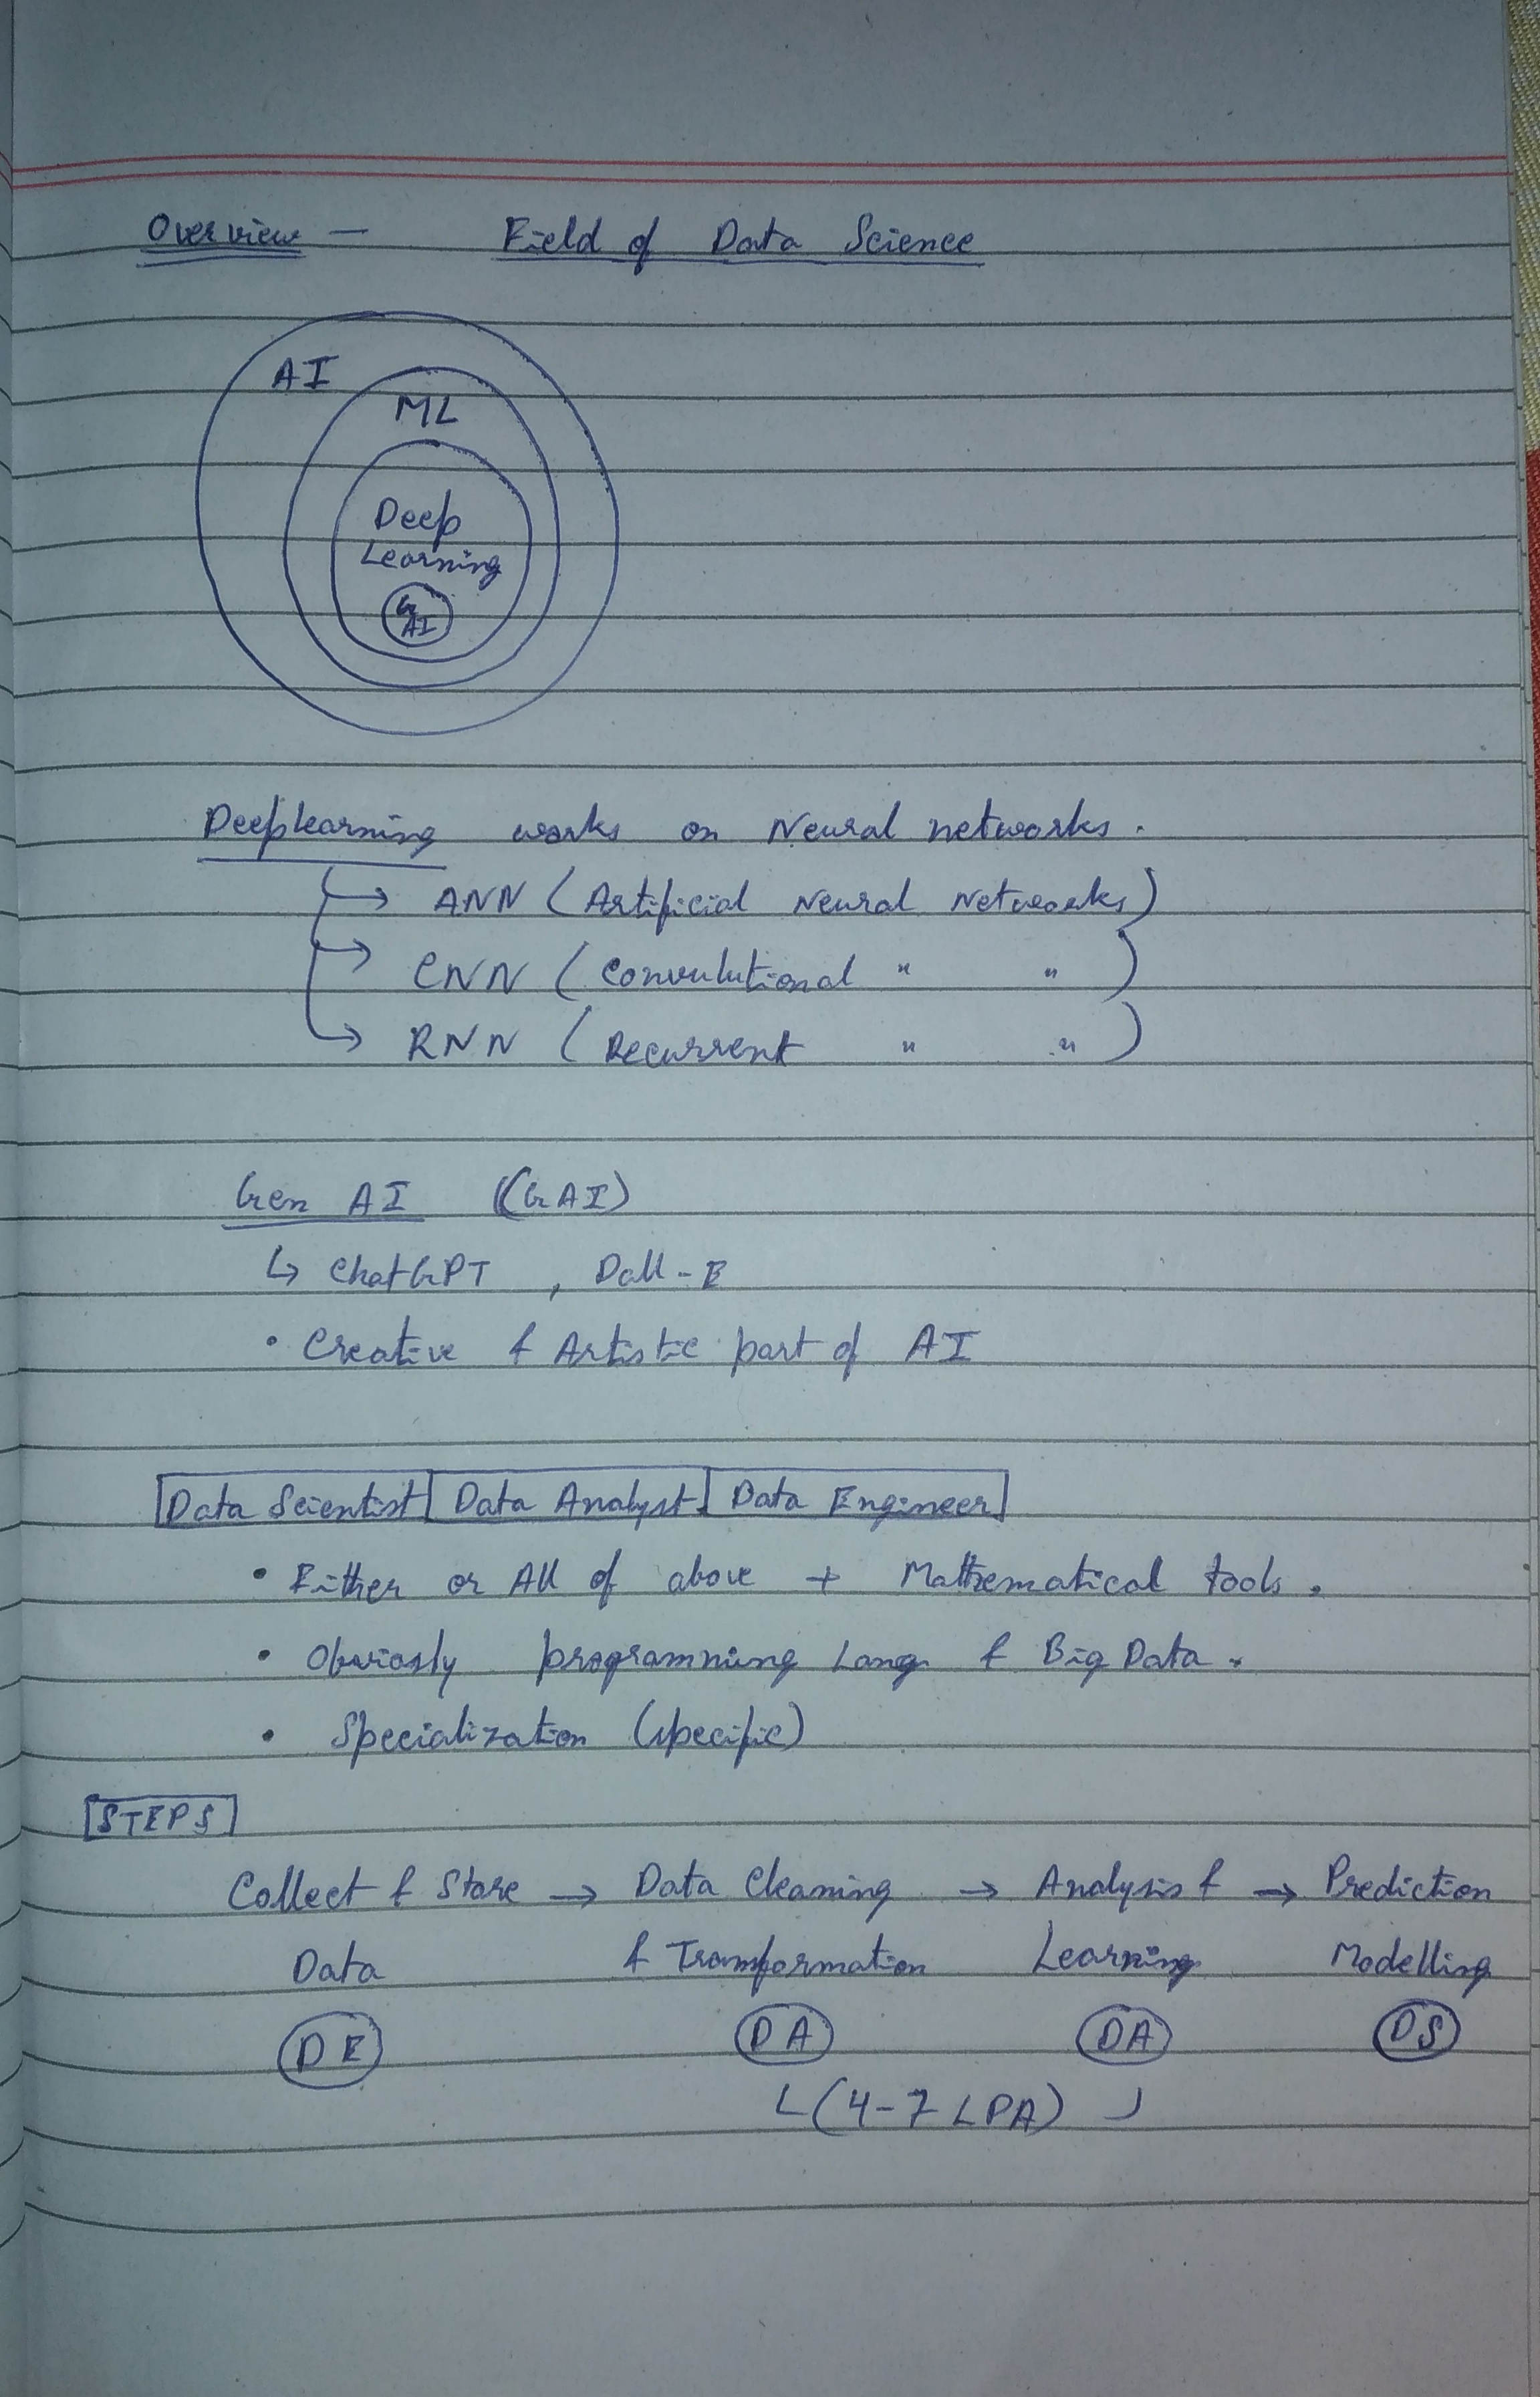 Overview — Field of Data Science
AI
ML
Deep
Learning
G
AI
Deeplearning works on Neural networks.
→ ANN (Artificial Neural Networks)
→ CNN (Convulutional " ")
→ RNN (Recurrent " ")
Gen AI (GAI)
↳ ChatGPT , Dall-E
• Creative & Artistic part of AI
Data Scientist | Data Analyst | Data Engineer
• Either or All of above + Mathematical tools.
• Obviosly programming Lang & Big Data.
• Specialization (specific)
STEPS
Collect & Store → Data Cleaning → Analysis & → Prediction
Data & Transformation Learning Modelling
DE DA DA DS
(4-7 LPA)